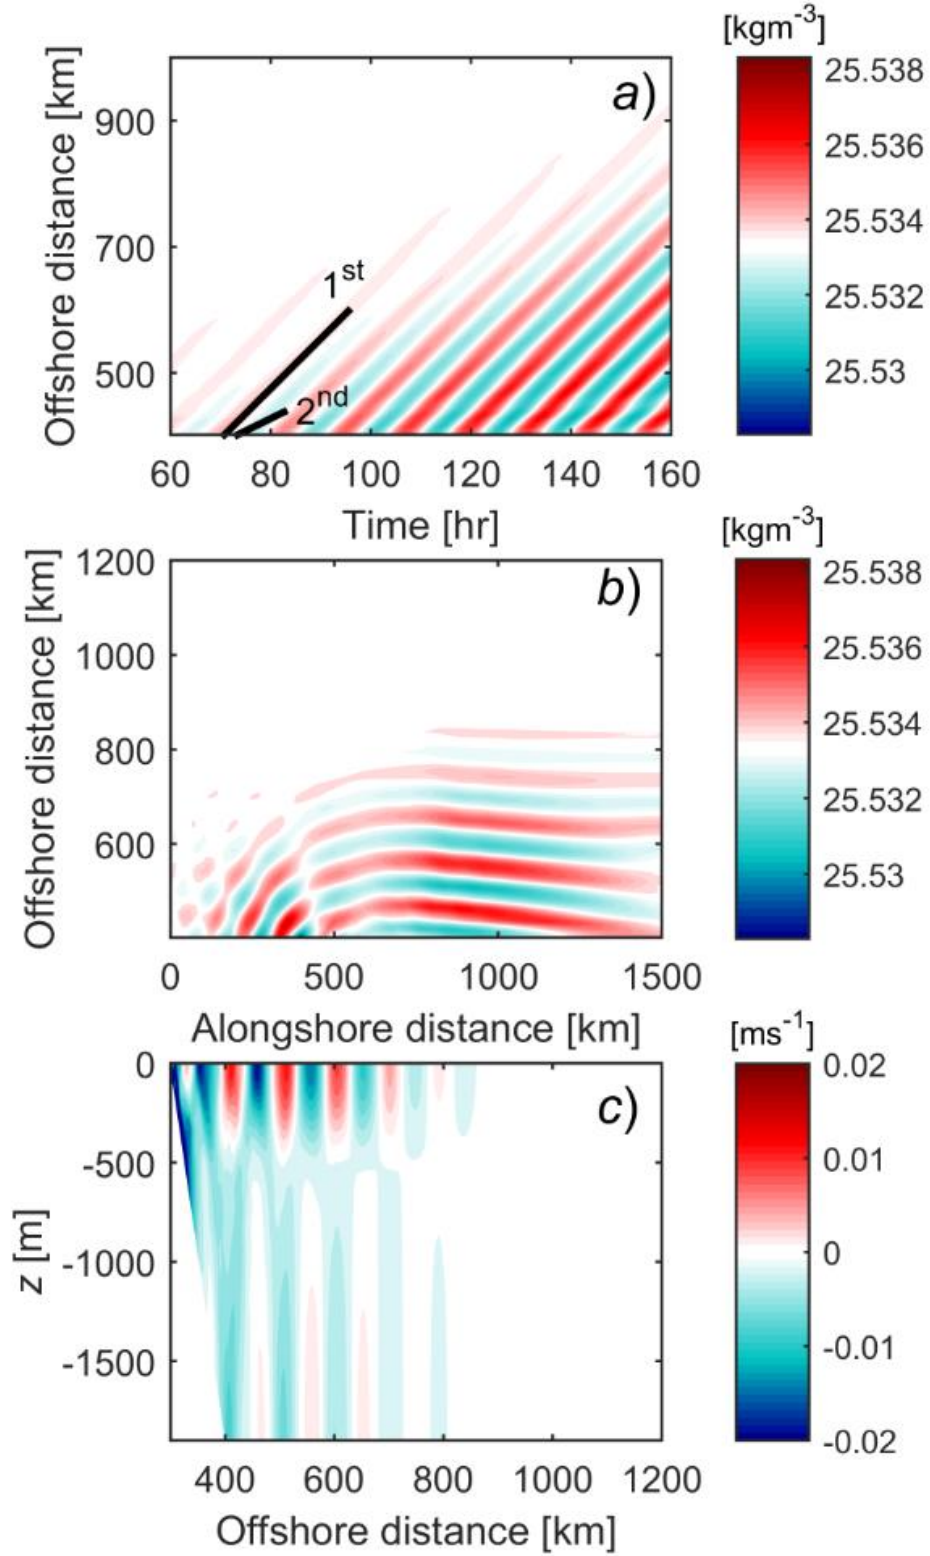 [kgm-3]
a)
25.538
25.536
25.534
25.532
25.53
Offshore distance [km]
900
700
500
1st
2nd
60 80 100 120 140 160
Time [hr]
[kgm-3]
b)
25.538
25.536
25.534
25.532
25.53
Offshore distance [km]
1200
1000
800
600
0 500 1000 1500
Alongshore distance [km]
[ms-1]
c)
0.02
0.01
0
-0.01
-0.02
z [m]
0
-500
-1000
-1500
400 600 800 1000 1200
Offshore distance [km]